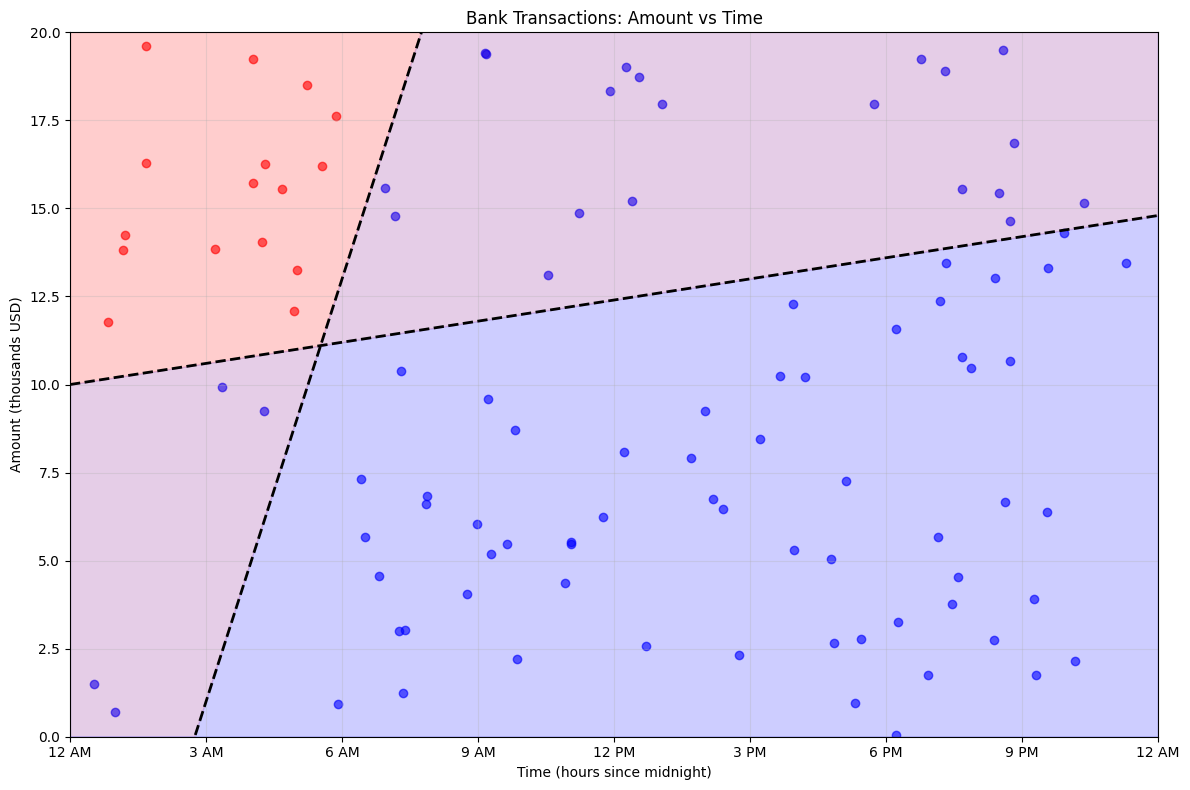 Bank Transactions: Amount vs Time
Amount (thousands USD)
20.0
17.5
15.0
12.5
10.0
7.5
5.0
2.5
0.0
12 AM 3 AM 6 AM 9 AM 12 PM 3 PM 6 PM 9 PM 12 AM
Time (hours since midnight)